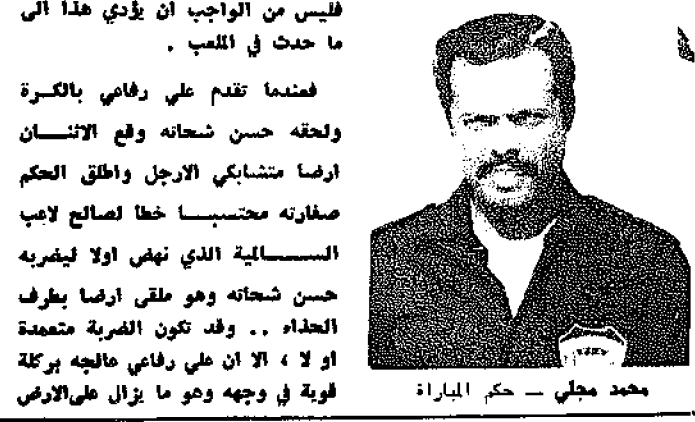 فليس من الواجب ان يؤدي هذا الى
ما حدث في الملعب .
فعندما تقدم علي رفاعي بالكرة
ولحقه حسن شحاته وقع الاثنان
ارضا متشابكي الارجل واطلق الحكم
صفارته محتسبا خطا لصالح لاعب
السالمية الذي نهض اولا ليضربه
حسن شحاته وهو ملقى ارضا بطرف
الحذاء .. وقد تكون الضربة متعمدة
او لا ، الا ان علي رفاعي عالجه بركلة
قوية في وجهه وهو ما يزال على الارض
محمد مجلي – حكم المباراة